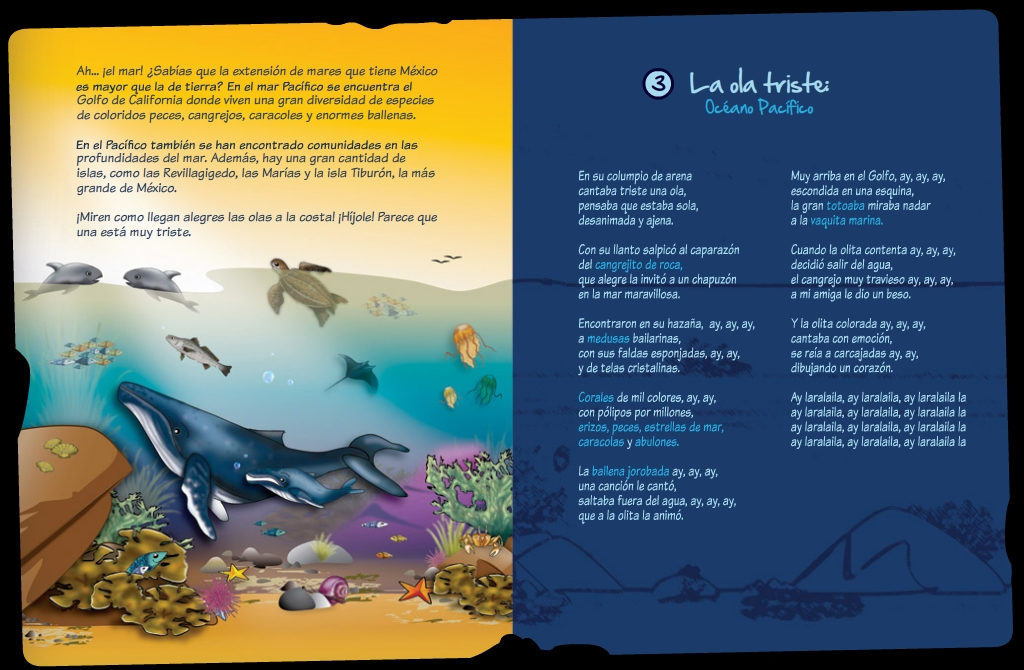 Ah... ¡el mar! ¿Sabías que la extensión de mares que tiene México
es mayor que la de tierra? En el mar Pacífico se encuentra el
Golfo de California donde viven una gran diversidad de especies
de coloridos peces, cangrejos, caracoles y enormes ballenas.
En el Pacífico también se han encontrado comunidades en las
profundidades del mar. Además, hay una gran cantidad de
islas, como las Revillagigedo, las Marías y la isla Tiburón, la más
grande de México.
¡Miren como llegan alegres las olas a la costa! ¡Híjole! Parece que
una está muy triste.
3 La ola triste:
Océano Pacífico
En su columpio de arena
cantaba triste una ola,
pensaba que estaba sola,
desanimada y ajena.
Con su llanto salpicó al caparazón
del cangrejito de roca,
que alegre la invitó a un chapuzón
en la mar maravillosa.
Encontraron en su hazaña, ay, ay, ay,
a medusas bailarinas,
con sus faldas esponjadas, ay, ay,
y de telas cristalinas.
Corales de mil colores, ay, ay,
con pólipos por millones,
erizos, peces, estrellas de mar,
caracolas y abulones.
La ballena jorobada ay, ay, ay,
una canción le cantó,
saltaba fuera del agua, ay, ay, ay,
que a la olita la animó.
Muy arriba en el Golfo, ay, ay, ay,
escondida en una esquina,
la gran totoaba miraba nadar
a la vaquita marina.
Cuando la olita contenta ay, ay, ay,
decidió salir del agua,
el cangrejo muy travieso ay, ay, ay,
a mi amiga le dio un beso.
Y la olita colorada ay, ay, ay,
cantaba con emoción,
se reía a carcajadas ay, ay,
dibujando un corazón.
Ay laralaila, ay laralaila, ay laralaila la
ay laralaila, ay laralaila, ay laralaila la
ay laralaila, ay laralaila, ay laralaila la
ay laralaila, ay laralaila, ay laralaila la